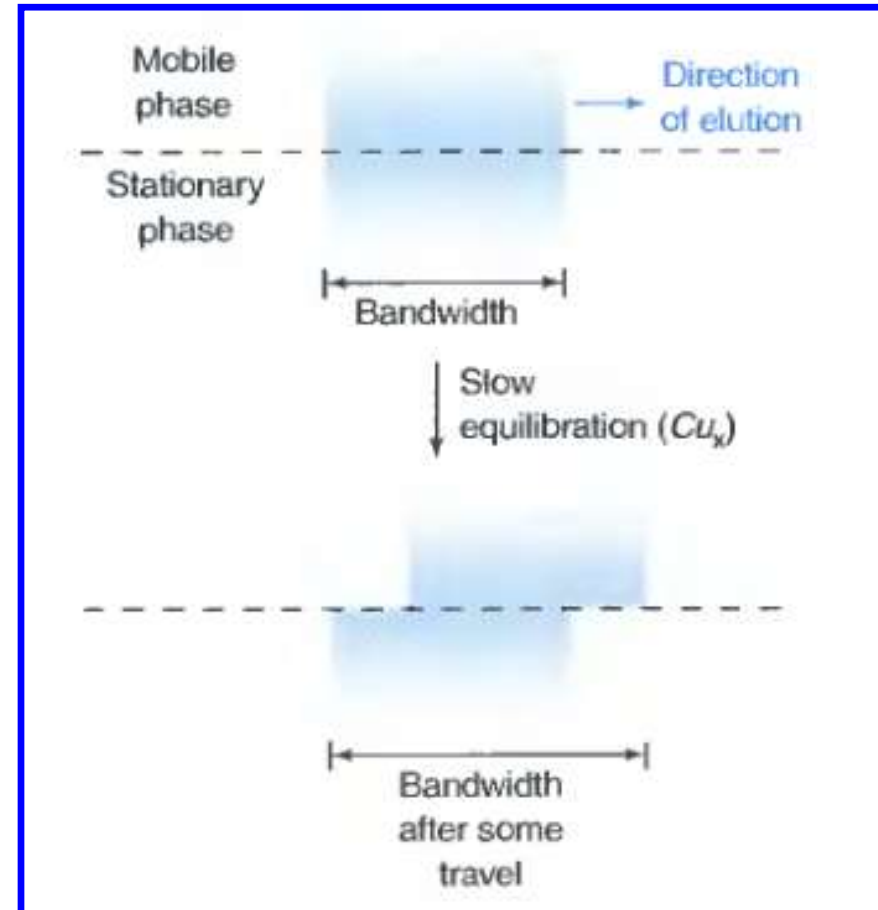 Mobile
phase
Direction
of elution
Stationary
phase
Bandwidth
Slow
equilibration (Cuₓ)
Bandwidth
after some
travel